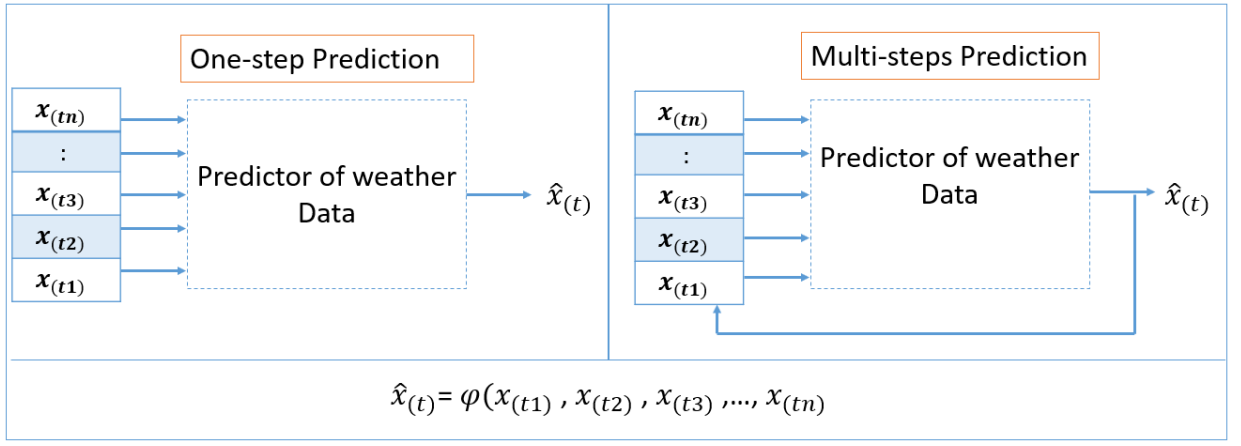 One-step Prediction
x(tn)
:
x(t3)
x(t2)
x(t1)
Predictor of weather
Data
x̂(t)
Multi-steps Prediction
x(tn)
:
x(t3)
x(t2)
x(t1)
Predictor of weather
Data
x̂(t)
x̂(t)= φ(x(t1) , x(t2) , x(t3) ,..., x(tn)